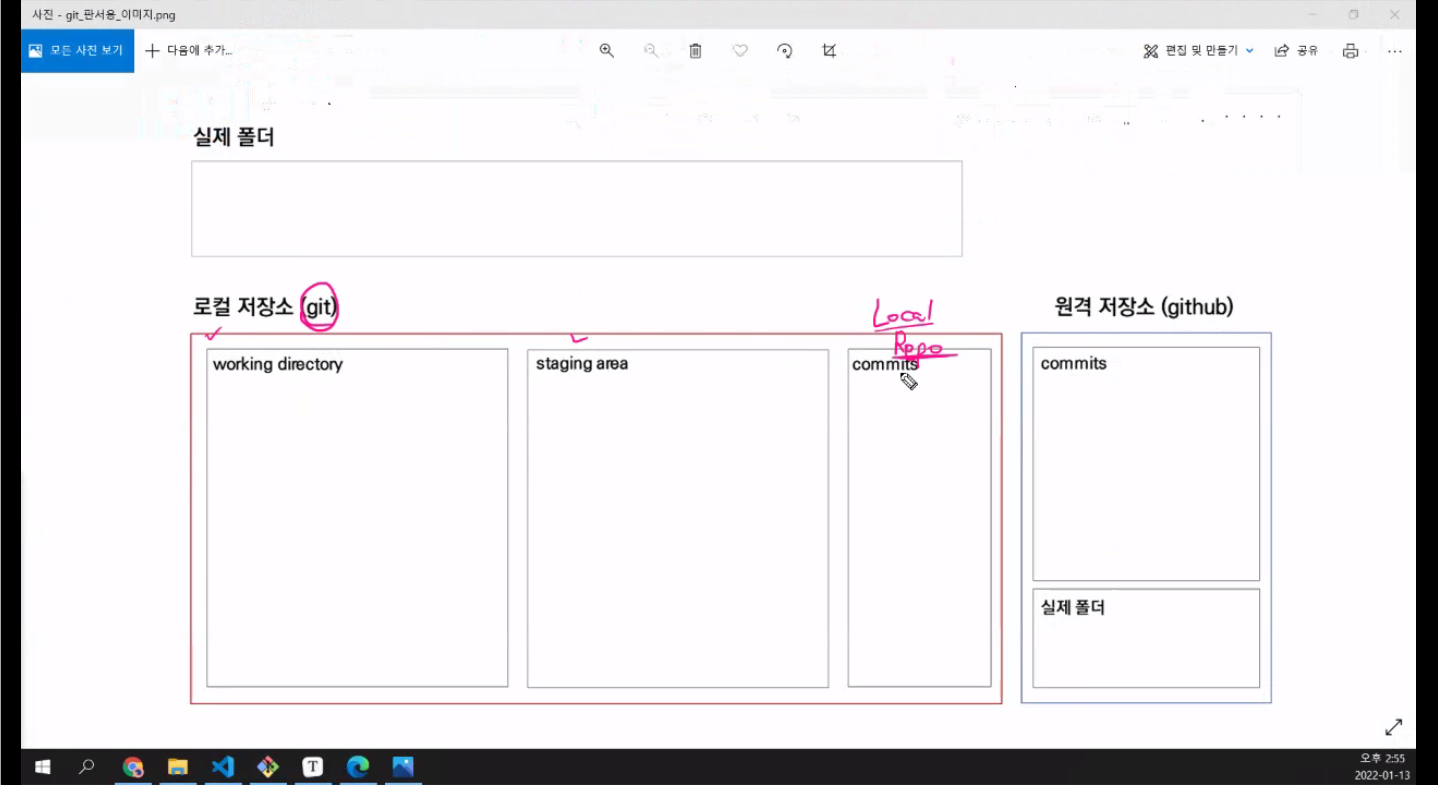 사진 - git_판서용_이미지.png
모든 사진 보기
다음에 추가...
편집 및 만들기
공유
실제 폴더
로컬 저장소 (git)
Local
Repo
원격 저장소 (github)
working directory
staging area
commits
commits
실제 폴더
T
오후 2:55
2022-01-13